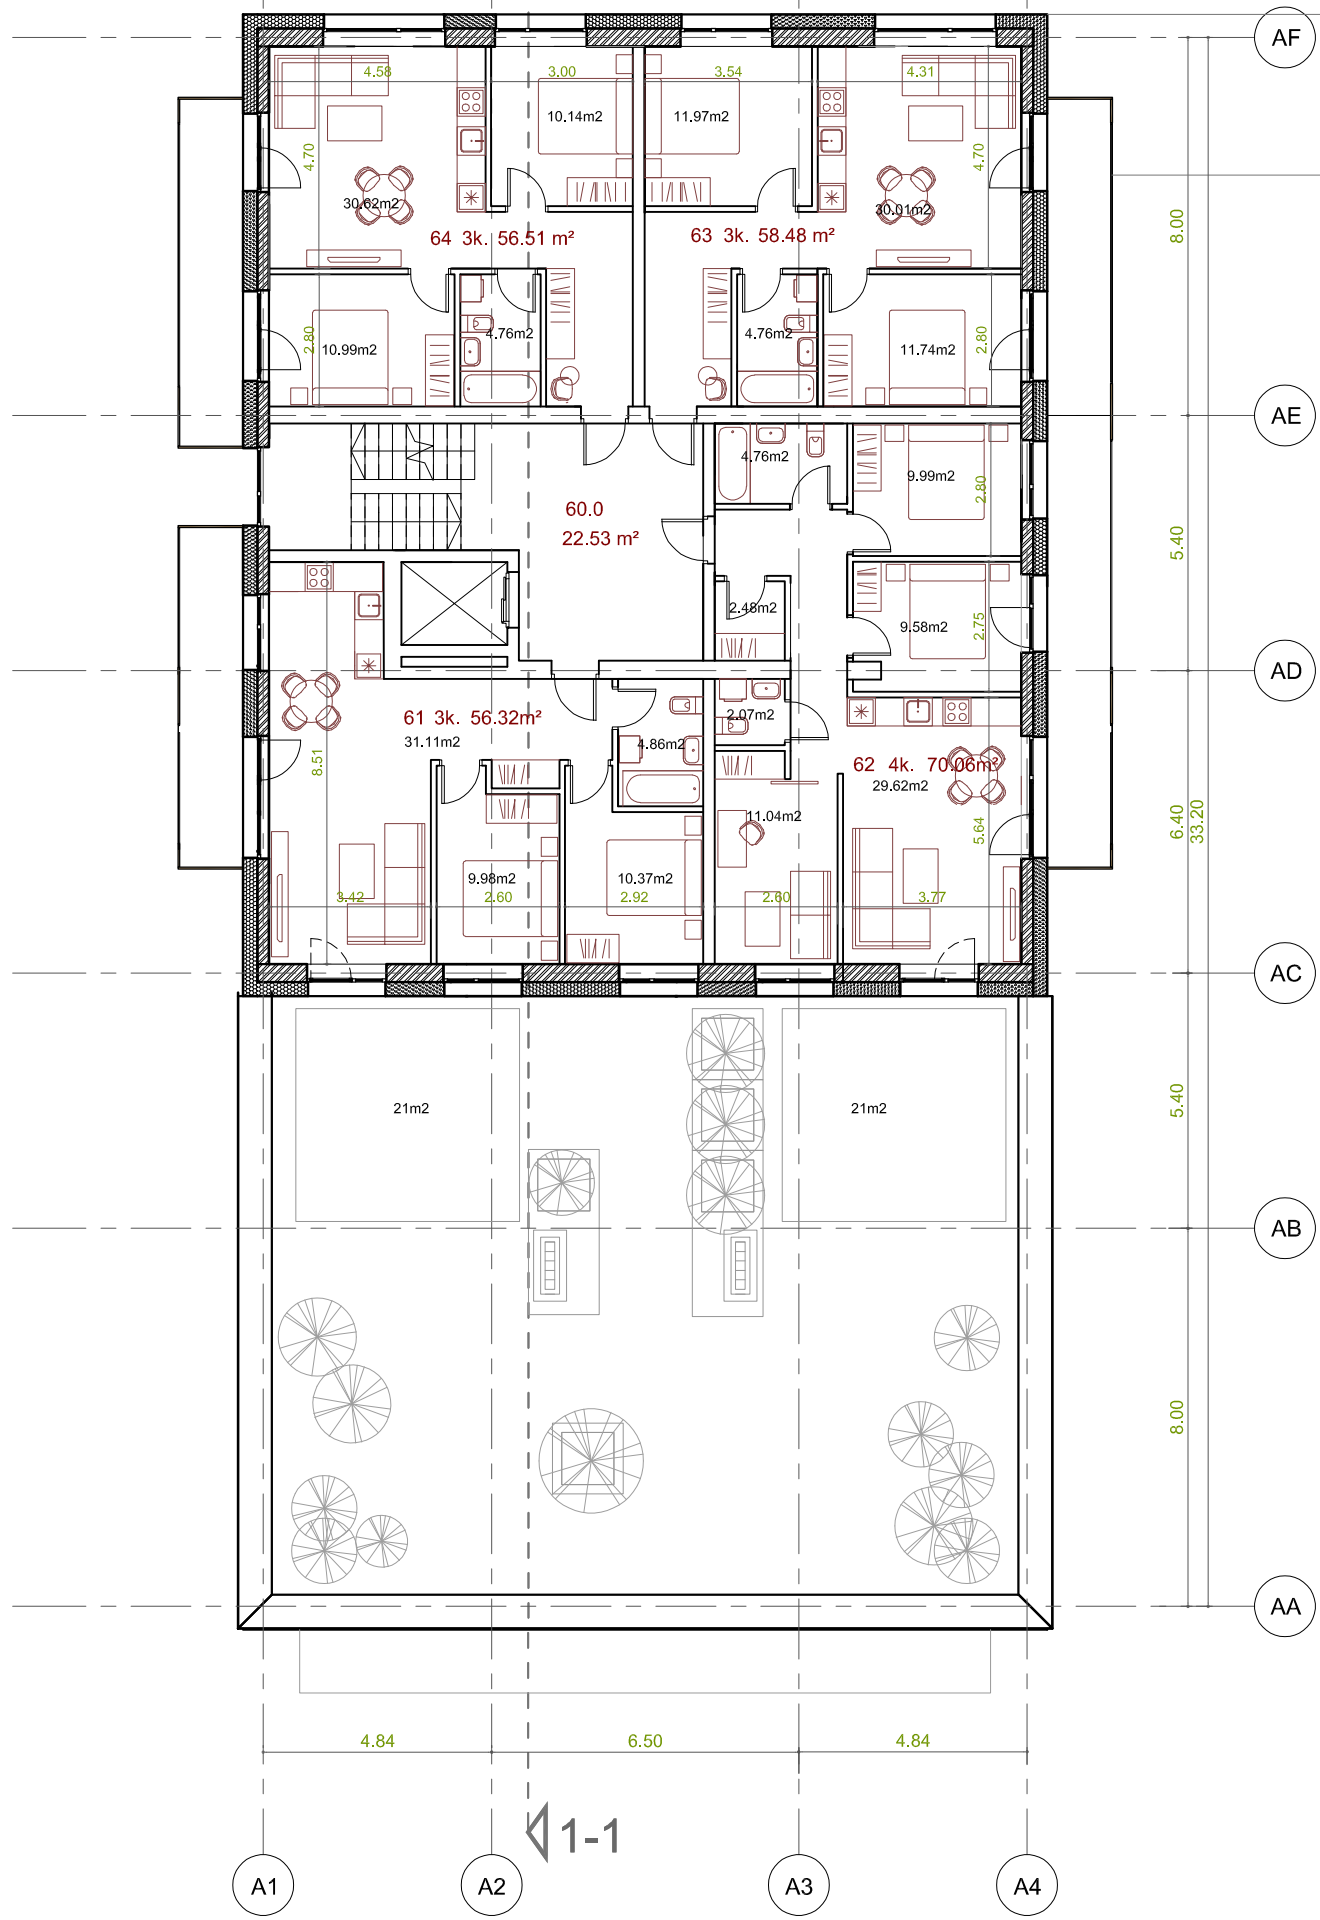 AF
4.58
3.00
3.54
4.31
10.14m2
11.97m2
4.70
4.70
30.62m2
30.01m2
64 3k. 56.51 m²
63 3k. 58.48 m²
8.00
2.80
10.99m2
4.76m2
4.76m2
11.74m2
2.80
AE
4.76m2
9.99m2
2.80
60.0
22.53 m²
5.40
2.48m2
9.58m2
2.75
AD
61 3k. 56.32m²
31.11m2
4.86m2
2.07m2
62 4k. 70.06m²
29.62m2
8.51
11.04m2
5.64
6.40
33.20
9.98m2
10.37m2
3.42
2.60
2.92
2.60
3.77
AC
21m2
21m2
5.40
AB
8.00
AA
4.84
6.50
4.84
1-1
A1
A2
A3
A4